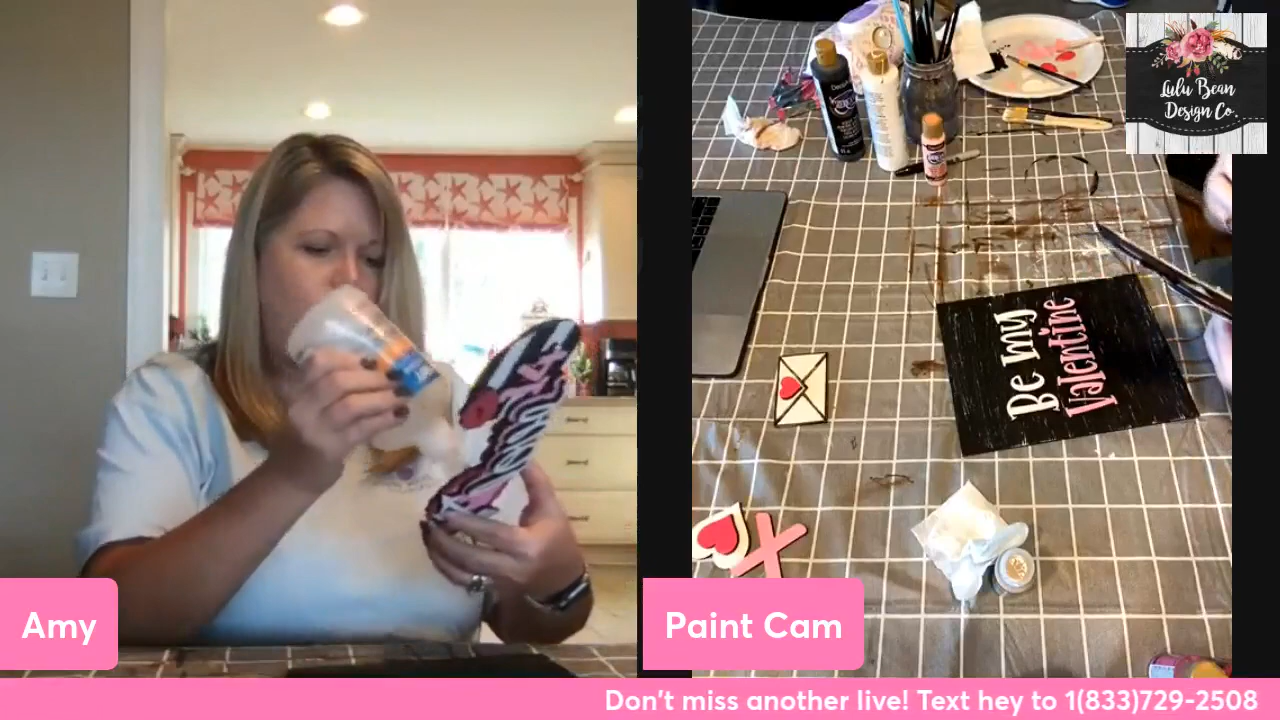 Lulu Bean
Design Co.
Be my
Valentine
Amy
Paint Cam
Don't miss another live! Text hey to 1(833)729-2508